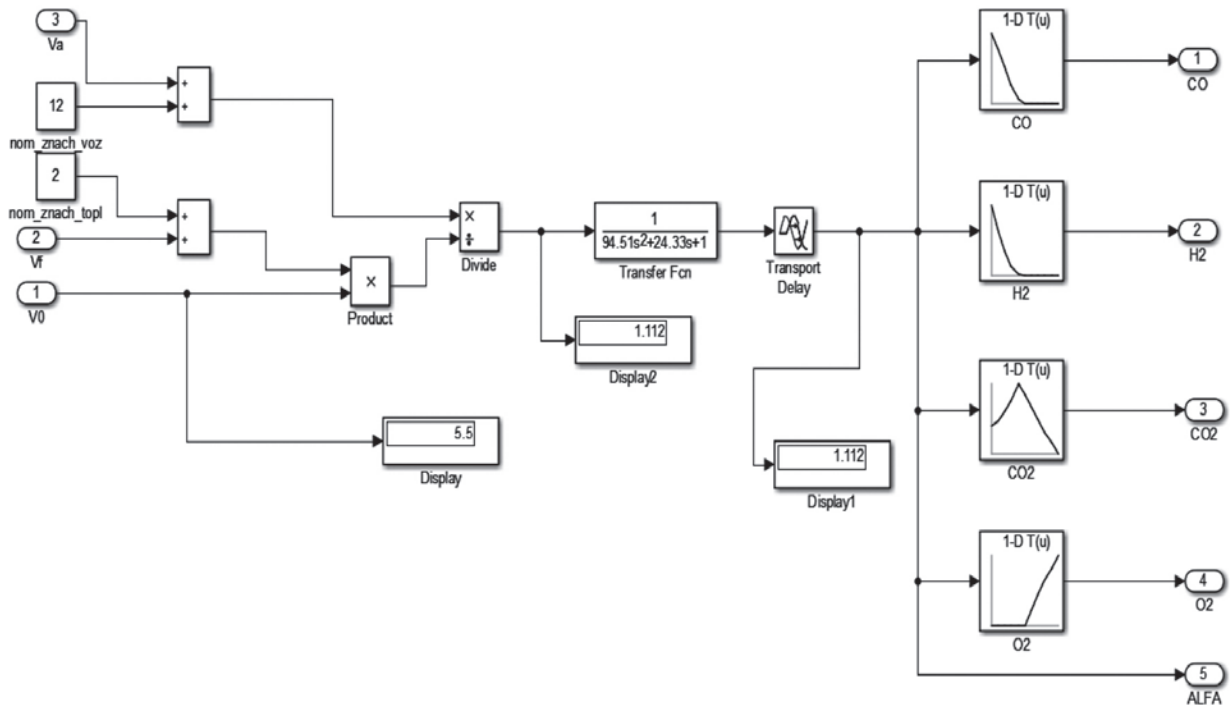 3
Va
12
nom_znach_voz
2
nom_znach_topl
2
Vf
1
V0
+
+
+
+
×
Product
×
÷
Divide
1
94.51s²+24.33s+1
Transfer Fcn
Transport
Delay
1.112
Display2
5.5
Display
1.112
Display1
1-D T(u)
CO
1
CO
1-D T(u)
H2
2
H2
1-D T(u)
CO2
3
CO2
1-D T(u)
O2
4
O2
5
ALFA